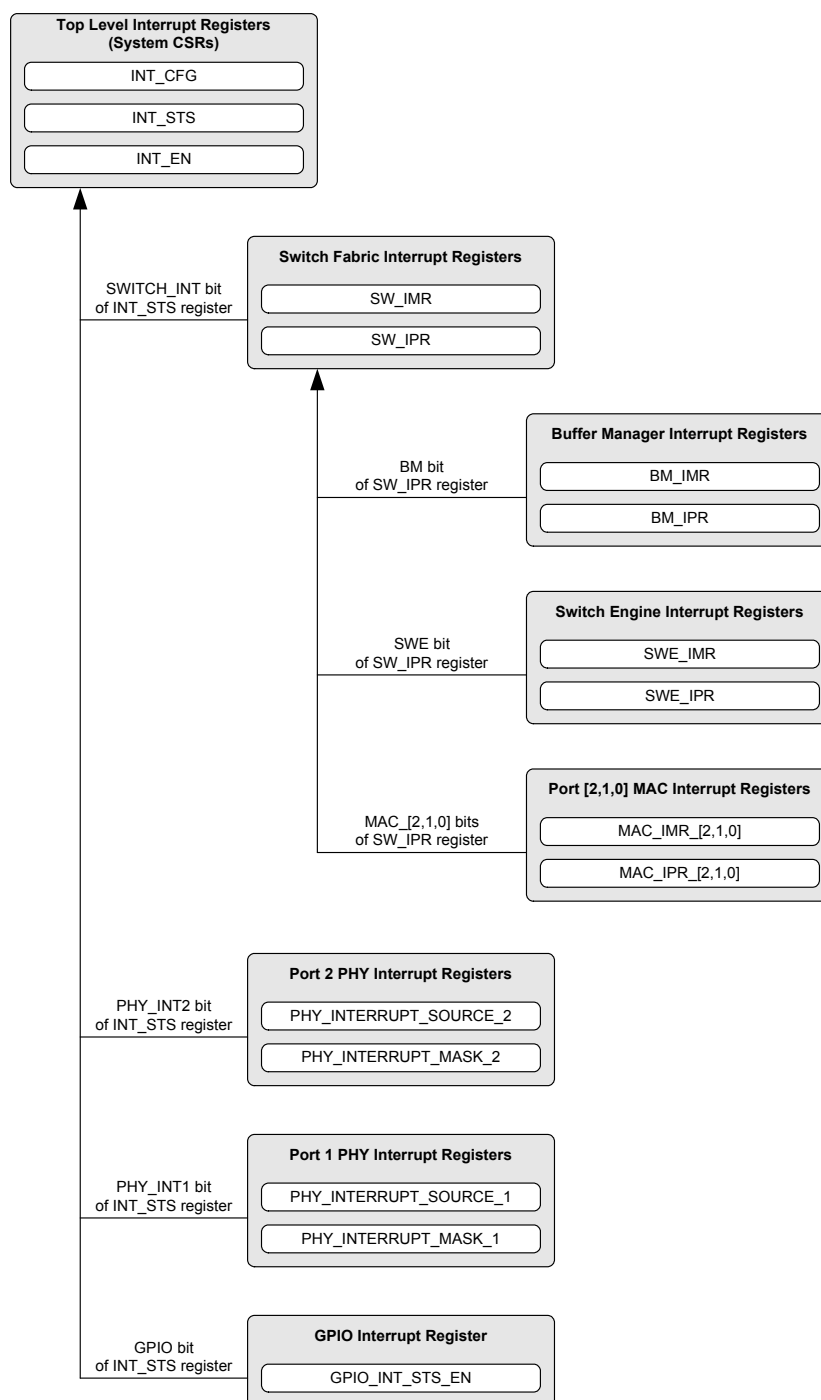 Top Level Interrupt Registers
(System CSRs)
INT_CFG
INT_STS
INT_EN
Switch Fabric Interrupt Registers
SW_IMR
SW_IPR
SWITCH_INT bit
of INT_STS register
Buffer Manager Interrupt Registers
BM_IMR
BM_IPR
BM bit
of SW_IPR register
Switch Engine Interrupt Registers
SWE_IMR
SWE_IPR
SWE bit
of SW_IPR register
Port [2,1,0] MAC Interrupt Registers
MAC_IMR_[2,1,0]
MAC_IPR_[2,1,0]
MAC_[2,1,0] bits
of SW_IPR register
Port 2 PHY Interrupt Registers
PHY_INTERRUPT_SOURCE_2
PHY_INTERRUPT_MASK_2
PHY_INT2 bit
of INT_STS register
Port 1 PHY Interrupt Registers
PHY_INTERRUPT_SOURCE_1
PHY_INTERRUPT_MASK_1
PHY_INT1 bit
of INT_STS register
GPIO Interrupt Register
GPIO_INT_STS_EN
GPIO bit
of INT_STS register